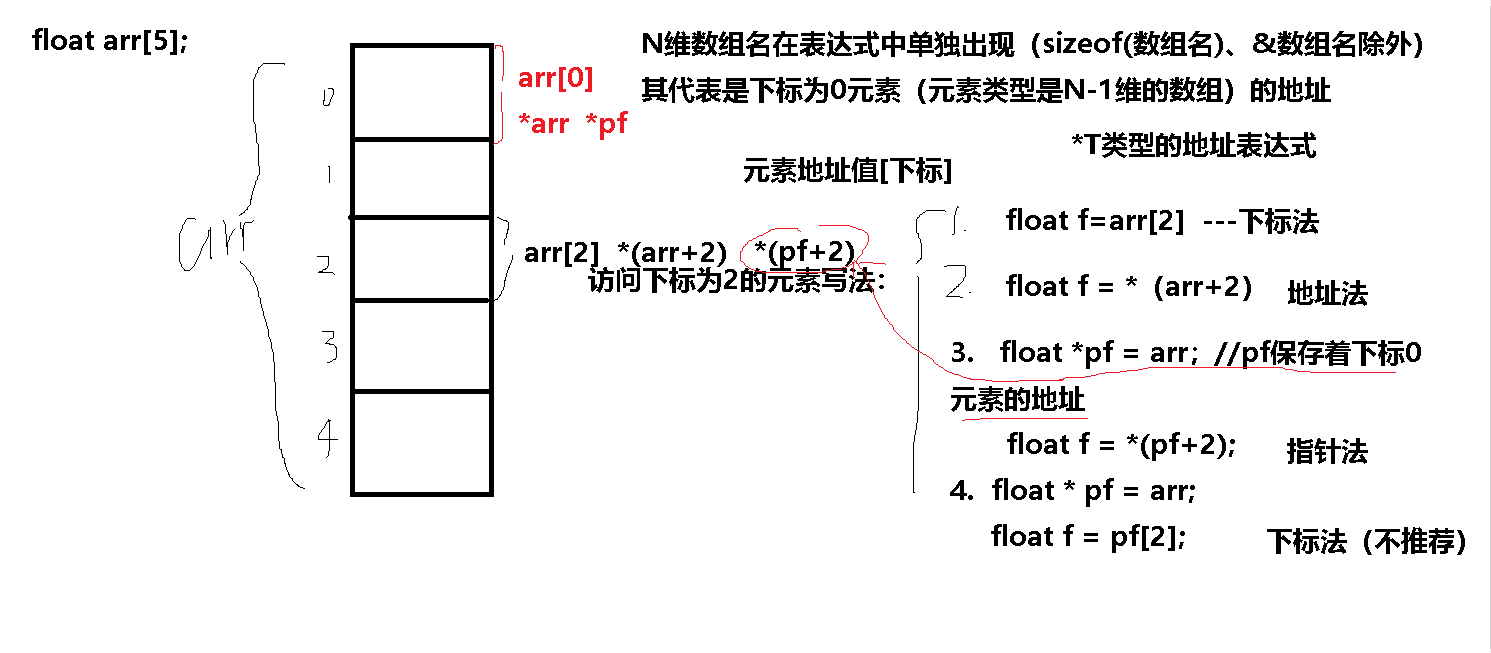 float arr[5];
N维数组名在表达式中单独出现（sizeof(数组名)、&数组名除外）
其代表是下标为0元素（元素类型是N-1维的数组）的地址
*T类型的地址表达式
元素地址值[下标]
arr
0
arr[0]
*arr *pf
1
2
arr[2] *(arr+2) *(pf+2)
访问下标为2的元素写法：
3
4
1. float f=arr[2] ---下标法
2. float f = *（arr+2） 地址法
3. float *pf = arr；//pf保存着下标0
元素的地址
float f = *(pf+2); 指针法
4. float * pf = arr;
float f = pf[2]; 下标法（不推荐）